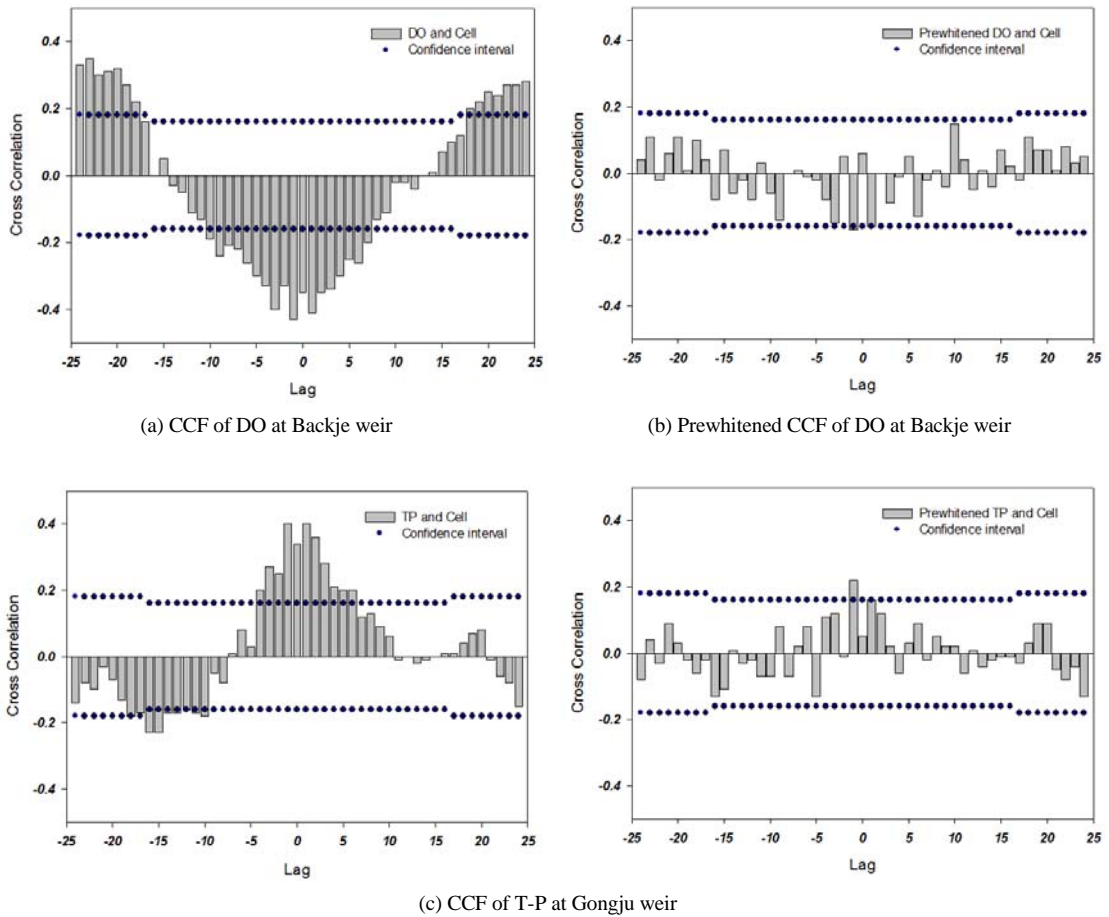 DO and Cell
Confidence interval
0.4
0.2
0.0
-0.2
-0.4
Cross Correlation
-25 -20 -15 -10 -5 0 5 10 15 20 25
Lag
(a) CCF of DO at Backje weir
Prewhitened DO and Cell
Confidence interval
0.4
0.2
0.0
-0.2
-0.4
Cross Correlation
-25 -20 -15 -10 -5 0 5 10 15 20 25
Lag
(b) Prewhitened CCF of DO at Backje weir
TP and Cell
Confidence interval
0.4
0.2
0.0
-0.2
-0.4
Cross Correlation
-25 -20 -15 -10 -5 0 5 10 15 20 25
Lag
Prewhitened TP and Cell
Confidence interval
0.4
0.2
0.0
-0.2
-0.4
Cross Correlation
-25 -20 -15 -10 -5 0 5 10 15 20 25
Lag
(c) CCF of T-P at Gongju weir